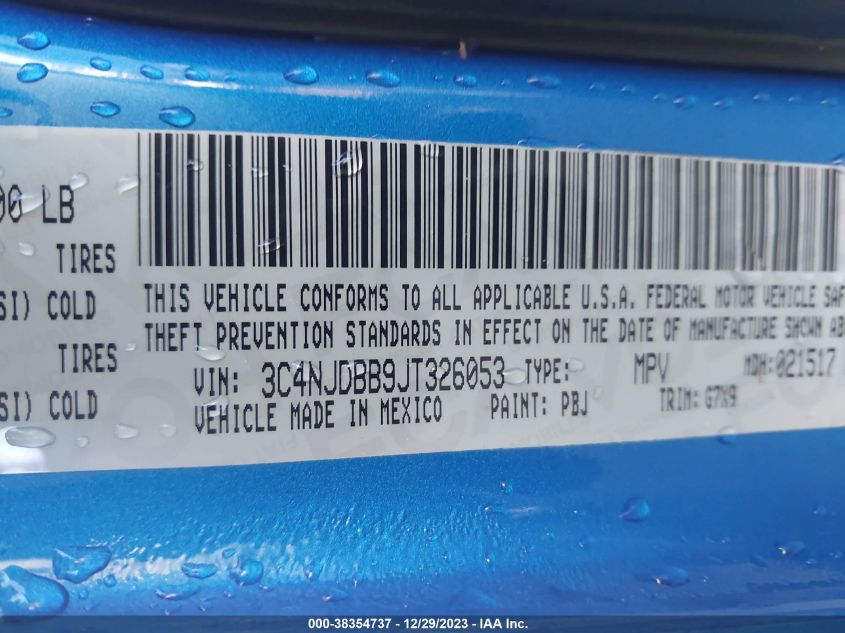 00 LB
TIRES
SI) COLD
TIRES
SI) COLD
THIS VEHICLE CONFORMS TO ALL APPLICABLE U.S.A. FEDERAL MOTOR VEHICLE SAF
THEFT PREVENTION STANDARDS IN EFFECT ON THE DATE OF MANUFACTURE SHOWN AB
VIN: 3C4NJDBB9JT326053 TYPE: MPV MDH:021517
VEHICLE MADE IN MEXICO PAINT: PBJ TRIM: G7X9
000-38354737 - 12/29/2023 - IAA Inc.